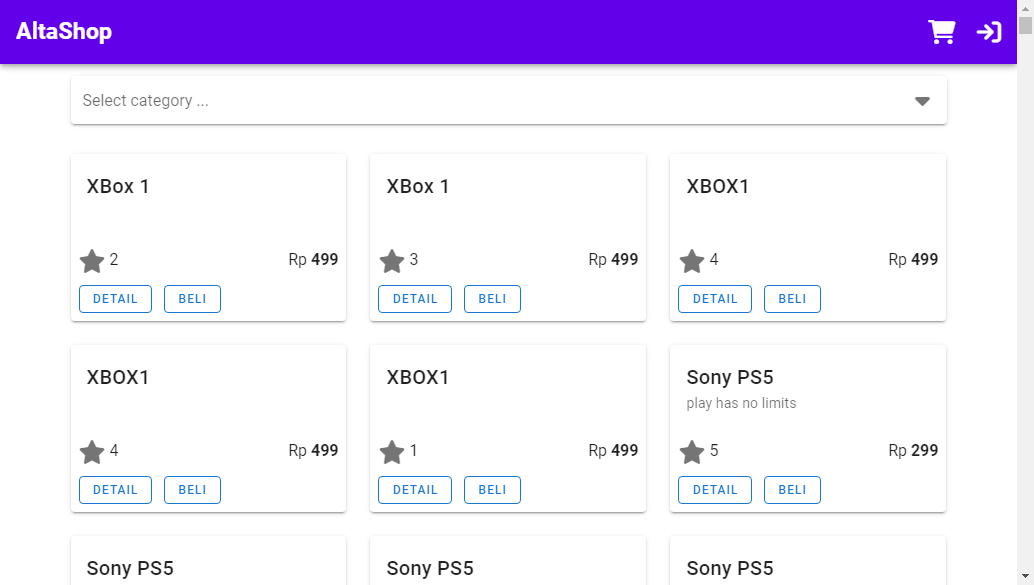 AltaShop
Select category ...
XBox 1
2
Rp 499
DETAIL
BELI
XBox 1
3
Rp 499
DETAIL
BELI
XBOX1
4
Rp 499
DETAIL
BELI
XBOX1
4
Rp 499
DETAIL
BELI
XBOX1
1
Rp 499
DETAIL
BELI
Sony PS5
play has no limits
5
Rp 299
DETAIL
BELI
Sony PS5
Sony PS5
Sony PS5